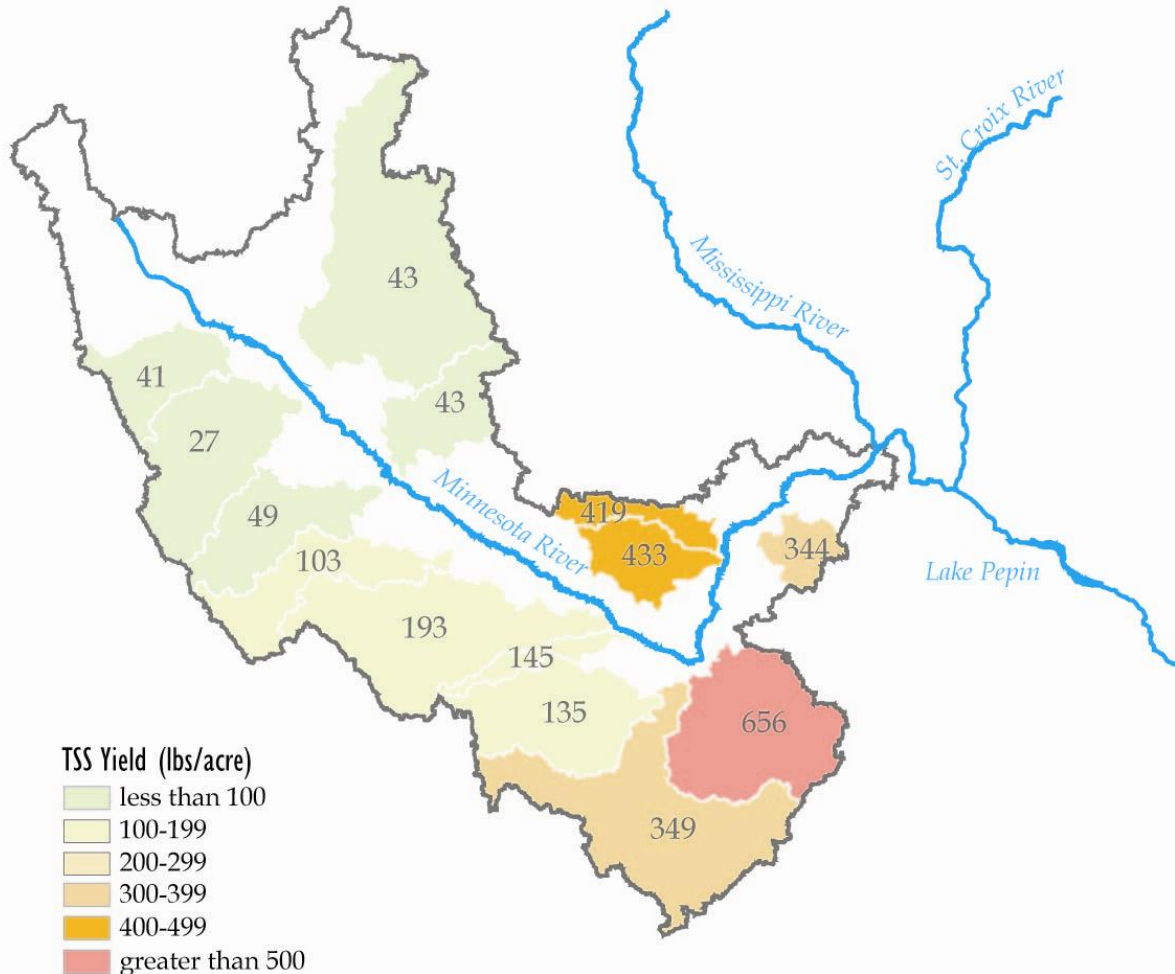 St. Croix River
Mississippi River
43
41
43
27
Minnesota River
49
419
433
344
103
Lake Pepin
193
145
135
656
349
TSS Yield (lbs/acre)
less than 100
100-199
200-299
300-399
400-499
greater than 500